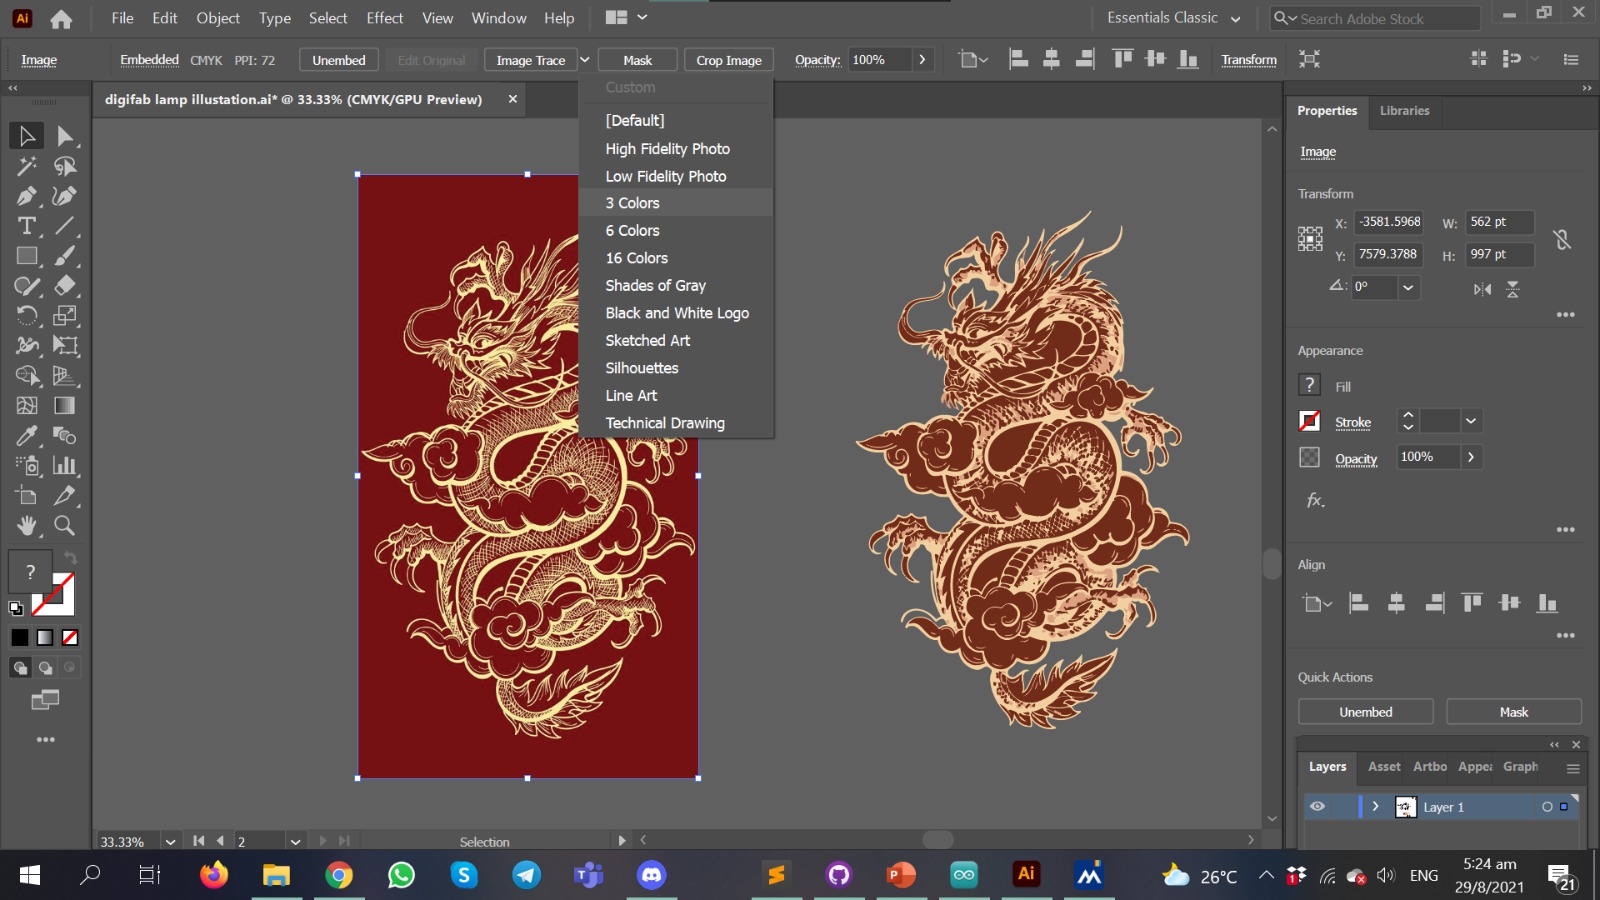 Ai File Edit Object Type Select Effect View Window Help Essentials Classic Search Adobe Stock
Image Embedded CMYK PPI: 72 Unembed Edit Original Image Trace Mask Crop Image Opacity: 100% Transform
digifab lamp illustation.ai* @ 33.33% (CMYK/GPU Preview)
Custom
[Default]
High Fidelity Photo
Low Fidelity Photo
3 Colors
6 Colors
16 Colors
Shades of Gray
Black and White Logo
Sketched Art
Silhouettes
Line Art
Technical Drawing
?
Properties Libraries
Image
Transform
X: -3581.5968 W: 562 pt
Y: 7579.3788 H: 997 pt
0°
Appearance
? Fill
Stroke
Opacity 100%
fx.
Align
Quick Actions
Unembed Mask
Layers Asset Artbo Appea Graph
Layer 1
33.33% 2 Selection
Ai 26°C 1 ENG 5:24 am
29/8/2021 21